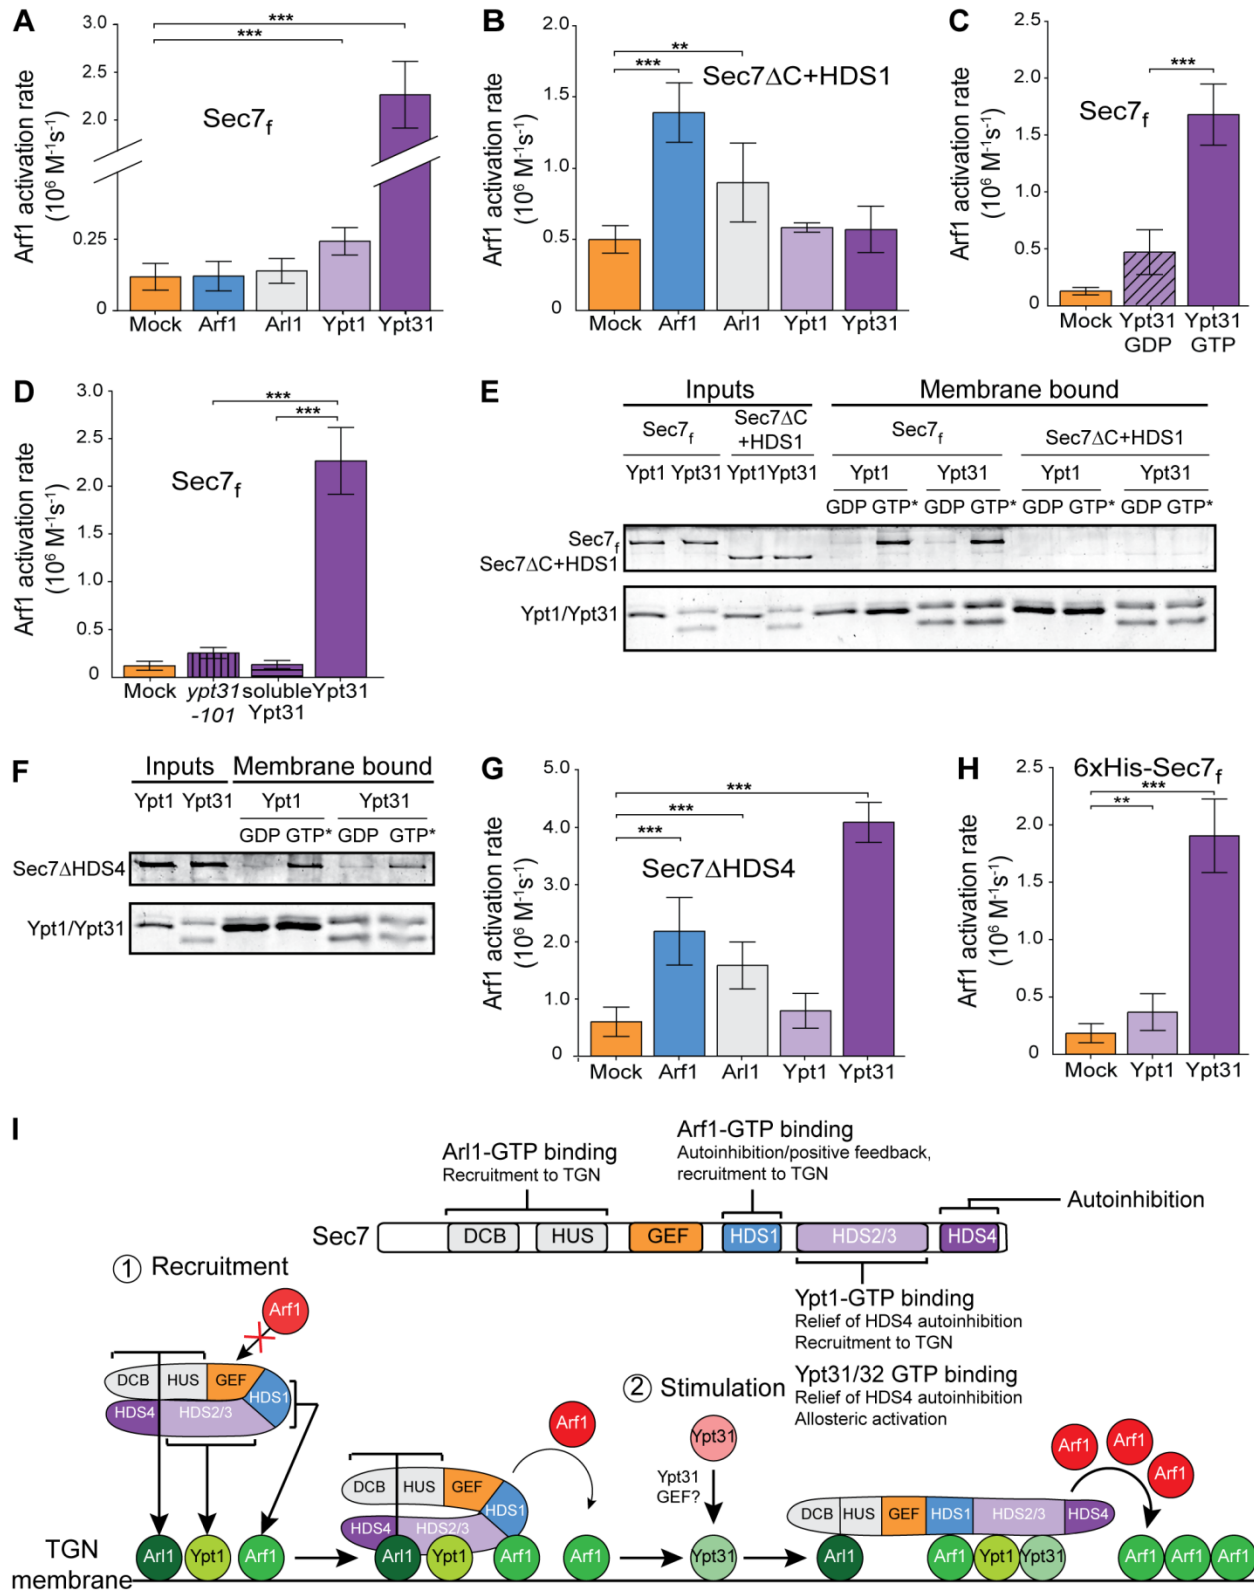 A
Arf1 activation rate
(10⁶ M⁻¹s⁻¹)
3.0
2.5
2.0
0.25
0
***
***
Sec7f
Mock Arf1 Arl1 Ypt1 Ypt31
B
Arf1 activation rate
(10⁶ M⁻¹s⁻¹)
2.0
1.5
1.0
0.5
0
**
***
Sec7ΔC+HDS1
Mock Arf1 Arl1 Ypt1 Ypt31
C
Arf1 activation rate
(10⁶ M⁻¹s⁻¹)
2.5
2.0
1.5
1.0
0.5
0
***
Sec7f
Mock Ypt31 Ypt31
GDP GTP
D
Arf1 activation rate
(10⁶ M⁻¹s⁻¹)
3.0
2.5
2.0
1.5
1.0
0.5
0
***
***
Sec7f
Mock ypt31 soluble Ypt31
-101 Ypt31
E
Inputs Membrane bound
Sec7f Sec7ΔC +HDS1 Sec7f Sec7ΔC+HDS1
Ypt1 Ypt31 Ypt1 Ypt31 Ypt1 Ypt31 Ypt1 Ypt31
GDP GTP* GDP GTP* GDP GTP* GDP GTP*
Sec7f
Sec7ΔC+HDS1
Ypt1/Ypt31
F
Inputs Membrane bound
Ypt1 Ypt31 Ypt1 Ypt31
GDP GTP* GDP GTP*
Sec7ΔHDS4
Ypt1/Ypt31
G
Arf1 activation rate
(10⁶ M⁻¹s⁻¹)
5.0
4.0
3.0
2.0
1.0
0
***
***
***
Sec7ΔHDS4
Mock Arf1 Arl1 Ypt1 Ypt31
H
6xHis-Sec7f
Arf1 activation rate
(10⁶ M⁻¹s⁻¹)
2.5
2.0
1.5
1.0
0.5
0
***
**
Mock Ypt1 Ypt31
I
Arl1-GTP binding
Recruitment to TGN
Arf1-GTP binding
Autoinhibition/positive feedback,
recruitment to TGN
Autoinhibition
Sec7 DCB HUS GEF HDS1 HDS2/3 HDS4
Ypt1-GTP binding
Relief of HDS4 autoinhibition
Recruitment to TGN
Ypt31/32 GTP binding
Relief of HDS4 autoinhibition
Allosteric activation
1 Recruitment
Arf1
DCB HUS GEF HDS1
HDS4 HDS2/3
Arl1 Ypt1 Arf1
Arf1
DCB HUS GEF HDS1
HDS4 HDS2/3
Arl1 Ypt1 Arf1 Arf1
2 Stimulation
Ypt31
Ypt31
GEF?
Ypt31
Arf1 Arf1 Arf1
DCB HUS GEF HDS1 HDS2/3 HDS4
Arl1 Arf1 Ypt1 Ypt31 Arf1 Arf1 Arf1
TGN
membrane